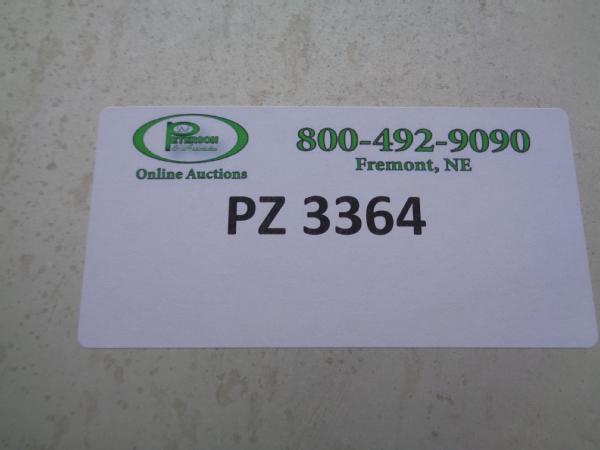 PETERSON
Online Auctions
800-492-9090
Fremont, NE
PZ 3364